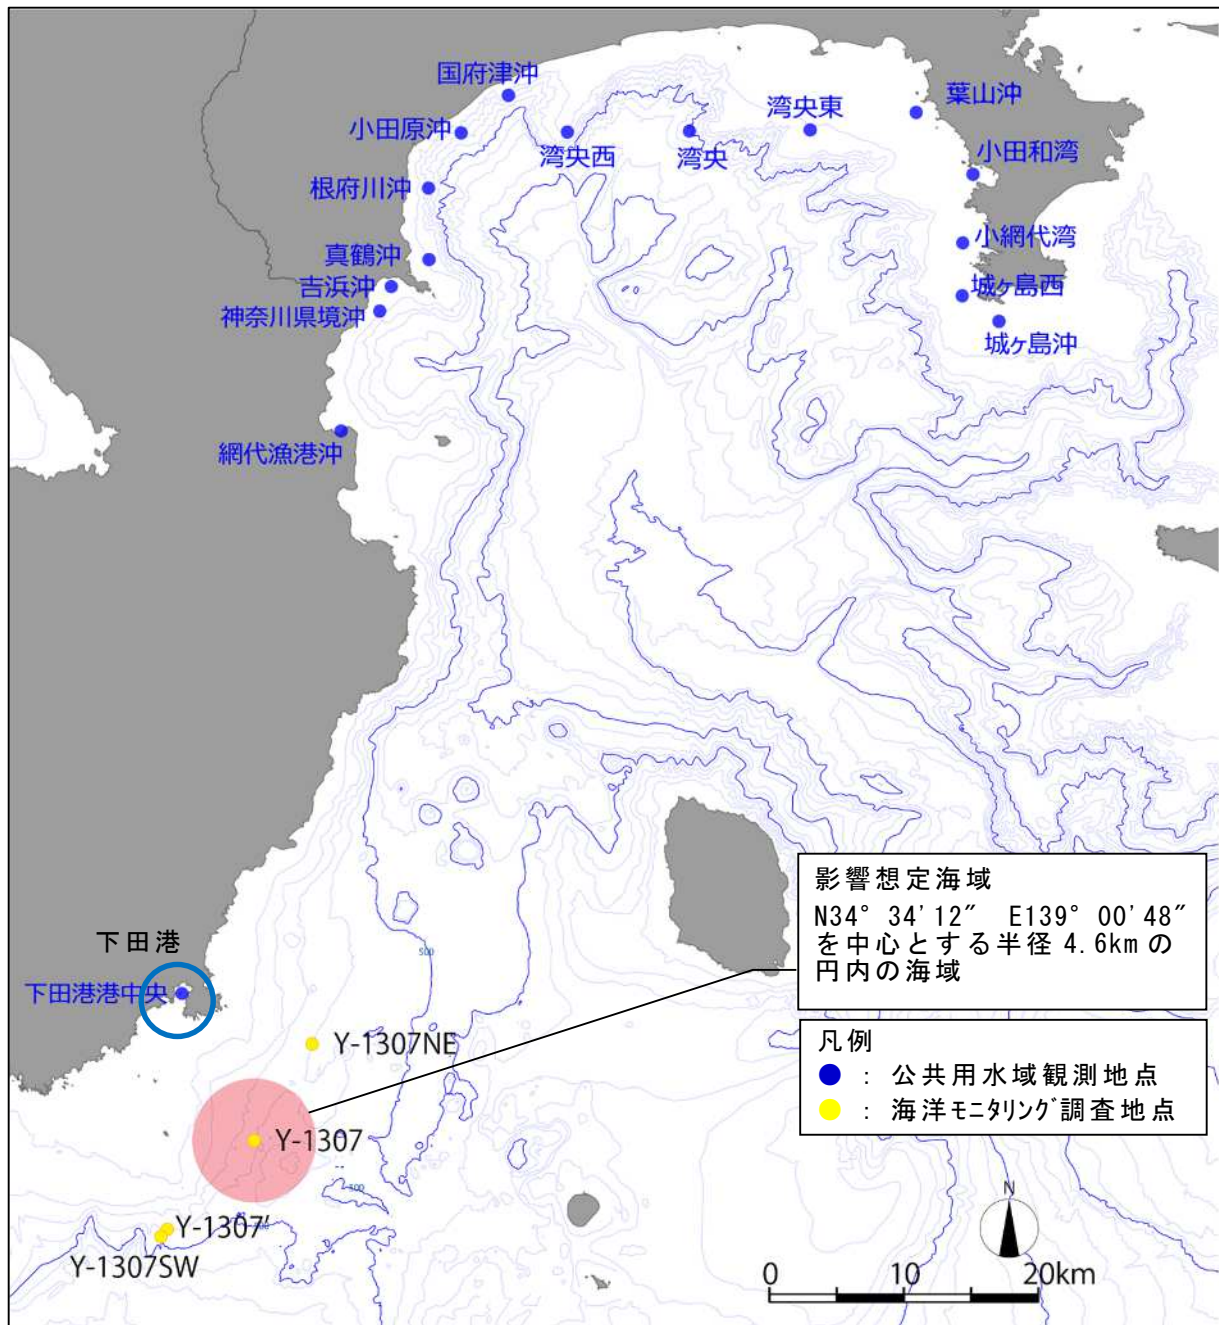 国府津沖
葉山沖
湾央東
小田原沖
湾央西
湾央
小田和湾
根府川沖
小網代湾
真鶴沖
吉浜沖
城ヶ島西
神奈川県境沖
城ヶ島沖
網代漁港沖
影響想定海域
N34° 34' 12″ E139° 00' 48″
を中心とする半径 4.6kmの
円内の海域
下田港
500
下田港港中央
Y-1307NE
凡例
： 公共用水域観測地点
： 海洋モニタリング調査地点
Y-1307
500
N
Y-1307'
Y-1307SW
0 10 20km